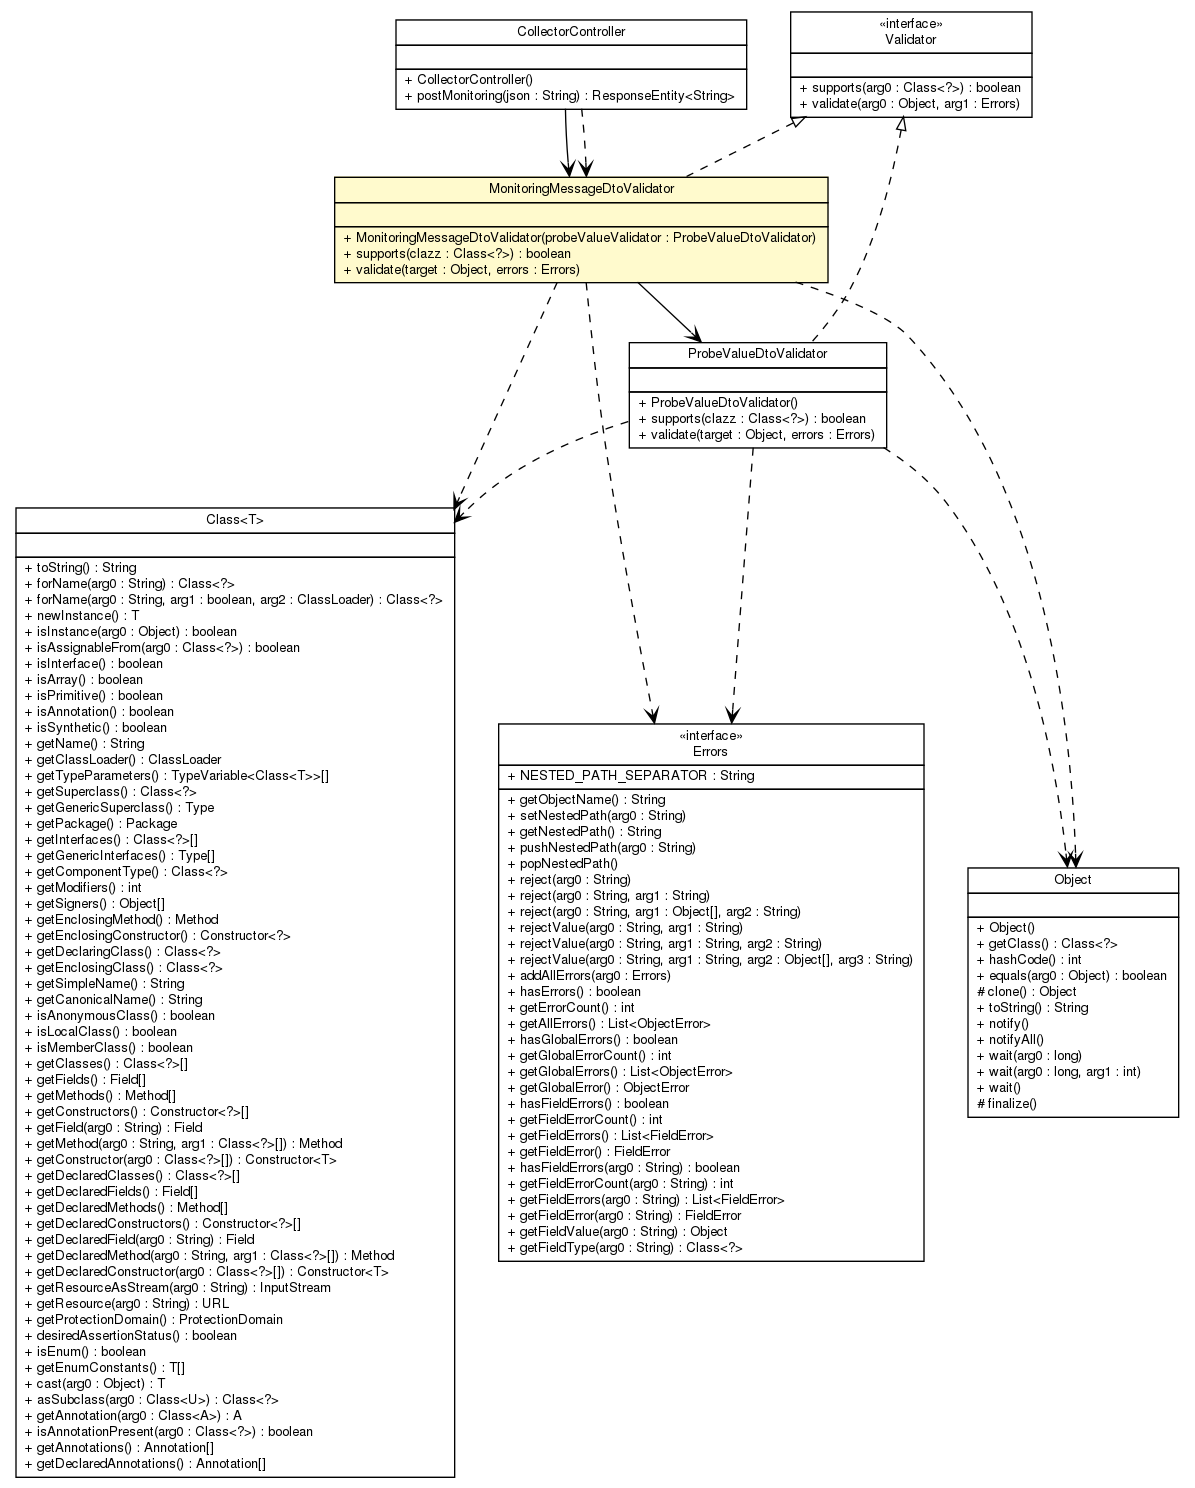 CollectorController
+ CollectorController()
+ postMonitoring(json : String) : ResponseEntity<String>
«interface»
Validator
+ supports(arg0 : Class<?>) : boolean
+ validate(arg0 : Object, arg1 : Errors)
MonitoringMessageDtoValidator
+ MonitoringMessageDtoValidator(probeValueValidator : ProbeValueDtoValidator)
+ supports(clazz : Class<?>) : boolean
+ validate(target : Object, errors : Errors)
ProbeValueDtoValidator
+ ProbeValueDtoValidator()
+ supports(clazz : Class<?>) : boolean
+ validate(target : Object, errors : Errors)
Class<T>
+ toString() : String
+ forName(arg0 : String) : Class<?>
+ forName(arg0 : String, arg1 : boolean, arg2 : ClassLoader) : Class<?>
+ newInstance() : T
+ isInstance(arg0 : Object) : boolean
+ isAssignableFrom(arg0 : Class<?>) : boolean
+ isInterface() : boolean
+ isArray() : boolean
+ isPrimitive() : boolean
+ isAnnotation() : boolean
+ isSynthetic() : boolean
+ getName() : String
+ getClassLoader() : ClassLoader
+ getTypeParameters() : TypeVariable<Class<T>>[]
+ getSuperclass() : Class<?>
+ getGenericSuperclass() : Type
+ getPackage() : Package
+ getInterfaces() : Class<?>[]
+ getGenericInterfaces() : Type[]
+ getComponentType() : Class<?>
+ getModifiers() : int
+ getSigners() : Object[]
+ getEnclosingMethod() : Method
+ getEnclosingConstructor() : Constructor<?>
+ getDeclaringClass() : Class<?>
+ getEnclosingClass() : Class<?>
+ getSimpleName() : String
+ getCanonicalName() : String
+ isAnonymousClass() : boolean
+ isLocalClass() : boolean
+ isMemberClass() : boolean
+ getClasses() : Class<?>[]
+ getFields() : Field[]
+ getMethods() : Method[]
+ getConstructors() : Constructor<?>[]
+ getField(arg0 : String) : Field
+ getMethod(arg0 : String, arg1 : Class<?>[]) : Method
+ getConstructor(arg0 : Class<?>[]) : Constructor<T>
+ getDeclaredClasses() : Class<?>[]
+ getDeclaredFields() : Field[]
+ getDeclaredMethods() : Method[]
+ getDeclaredConstructors() : Constructor<?>[]
+ getDeclaredField(arg0 : String) : Field
+ getDeclaredMethod(arg0 : String, arg1 : Class<?>[]) : Method
+ getDeclaredConstructor(arg0 : Class<?>[]) : Constructor<T>
+ getResourceAsStream(arg0 : String) : InputStream
+ getResource(arg0 : String) : URL
+ getProtectionDomain() : ProtectionDomain
+ desiredAssertionStatus() : boolean
+ isEnum() : boolean
+ getEnumConstants() : T[]
+ cast(arg0 : Object) : T
+ asSubclass(arg0 : Class<U>) : Class<?>
+ getAnnotation(arg0 : Class<A>) : A
+ isAnnotationPresent(arg0 : Class<?>) : boolean
+ getAnnotations() : Annotation[]
+ getDeclaredAnnotations() : Annotation[]
«interface»
Errors
+ NESTED_PATH_SEPARATOR : String
+ getObjectName() : String
+ setNestedPath(arg0 : String)
+ getNestedPath() : String
+ pushNestedPath(arg0 : String)
+ popNestedPath()
+ reject(arg0 : String)
+ reject(arg0 : String, arg1 : String)
+ reject(arg0 : String, arg1 : Object[], arg2 : String)
+ rejectValue(arg0 : String, arg1 : String)
+ rejectValue(arg0 : String, arg1 : String, arg2 : String)
+ rejectValue(arg0 : String, arg1 : String, arg2 : Object[], arg3 : String)
+ addAllErrors(arg0 : Errors)
+ hasErrors() : boolean
+ getErrorCount() : int
+ getAllErrors() : List<ObjectError>
+ hasGlobalErrors() : boolean
+ getGlobalErrorCount() : int
+ getGlobalErrors() : List<ObjectError>
+ getGlobalError() : ObjectError
+ hasFieldErrors() : boolean
+ getFieldErrorCount() : int
+ getFieldErrors() : List<FieldError>
+ getFieldError() : FieldError
+ hasFieldErrors(arg0 : String) : boolean
+ getFieldErrorCount(arg0 : String) : int
+ getFieldErrors(arg0 : String) : List<FieldError>
+ getFieldError(arg0 : String) : FieldError
+ getFieldValue(arg0 : String) : Object
+ getFieldType(arg0 : String) : Class<?>
Object
+ Object()
+ getClass() : Class<?>
+ hashCode() : int
+ equals(arg0 : Object) : boolean
# clone() : Object
+ toString() : String
+ notify()
+ notifyAll()
+ wait(arg0 : long)
+ wait(arg0 : long, arg1 : int)
+ wait()
# finalize()